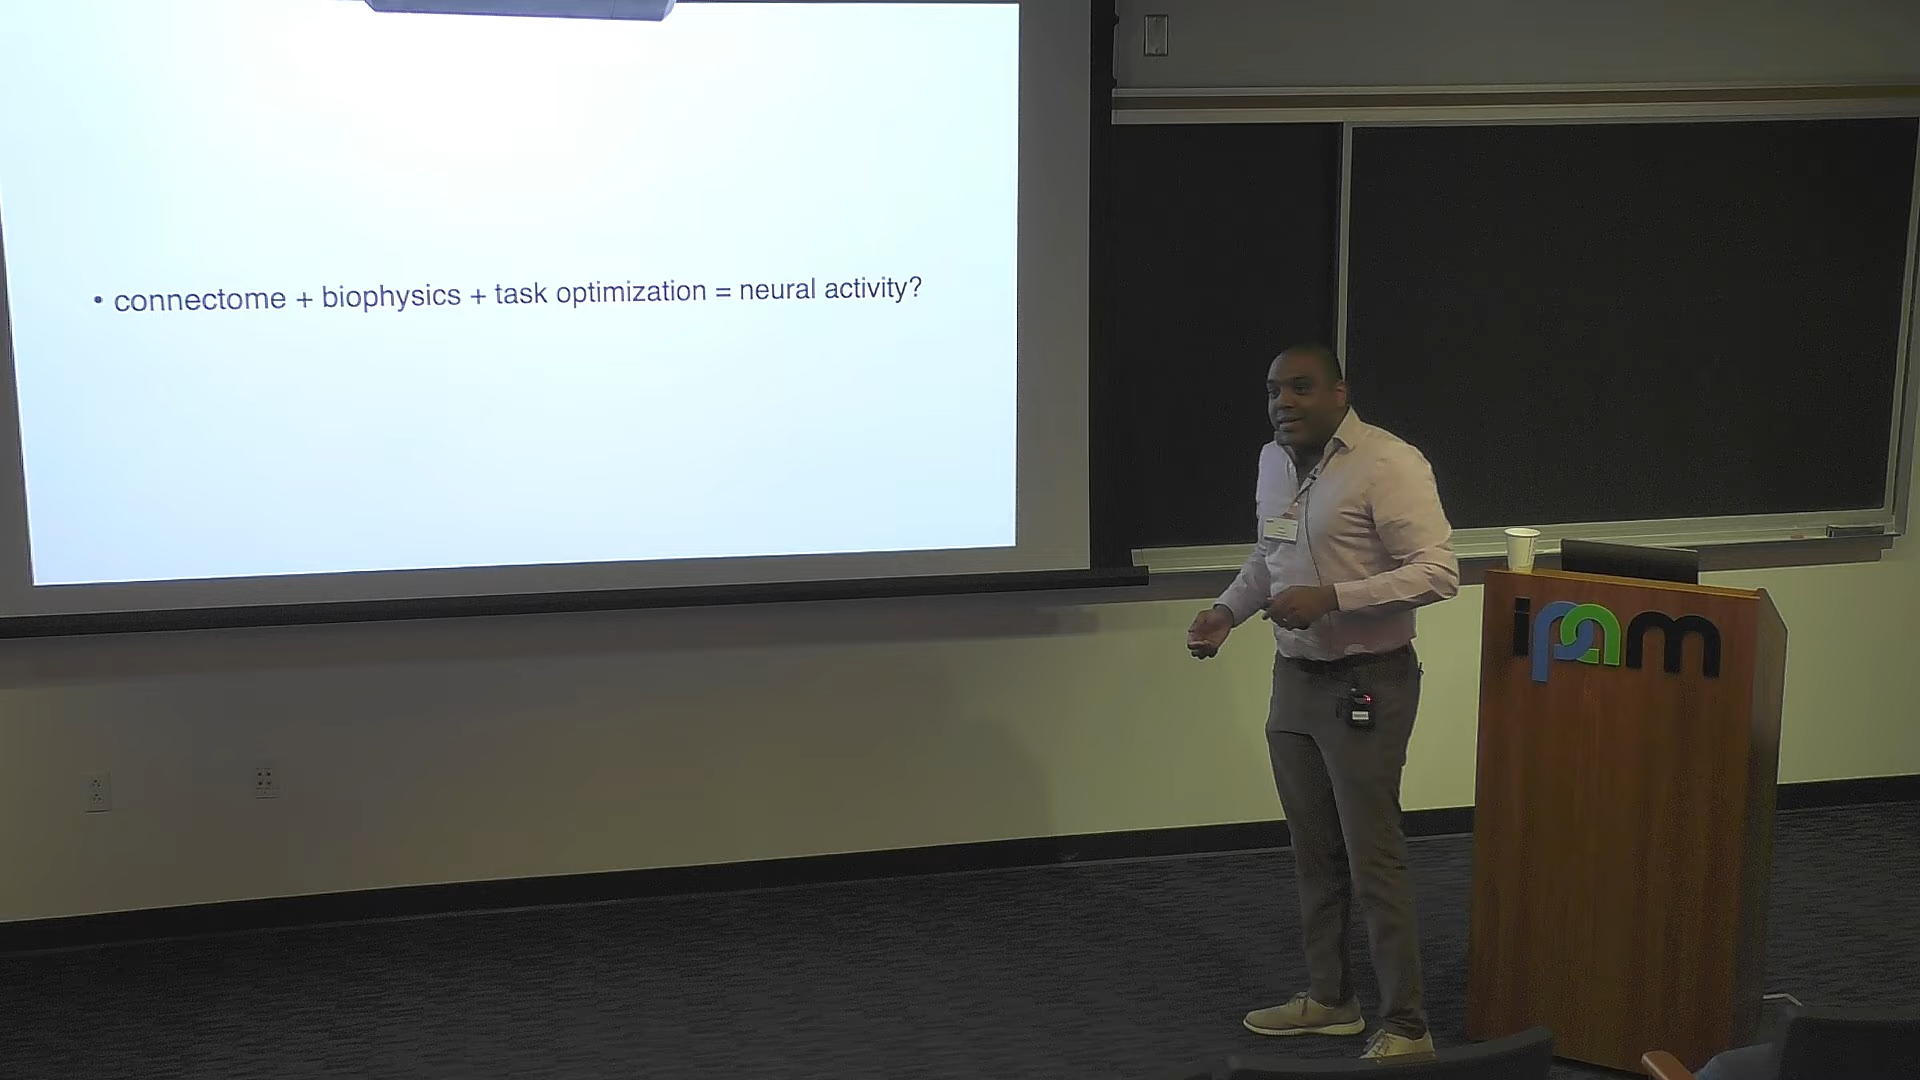 • connectome + biophysics + task optimization = neural activity?
ipam